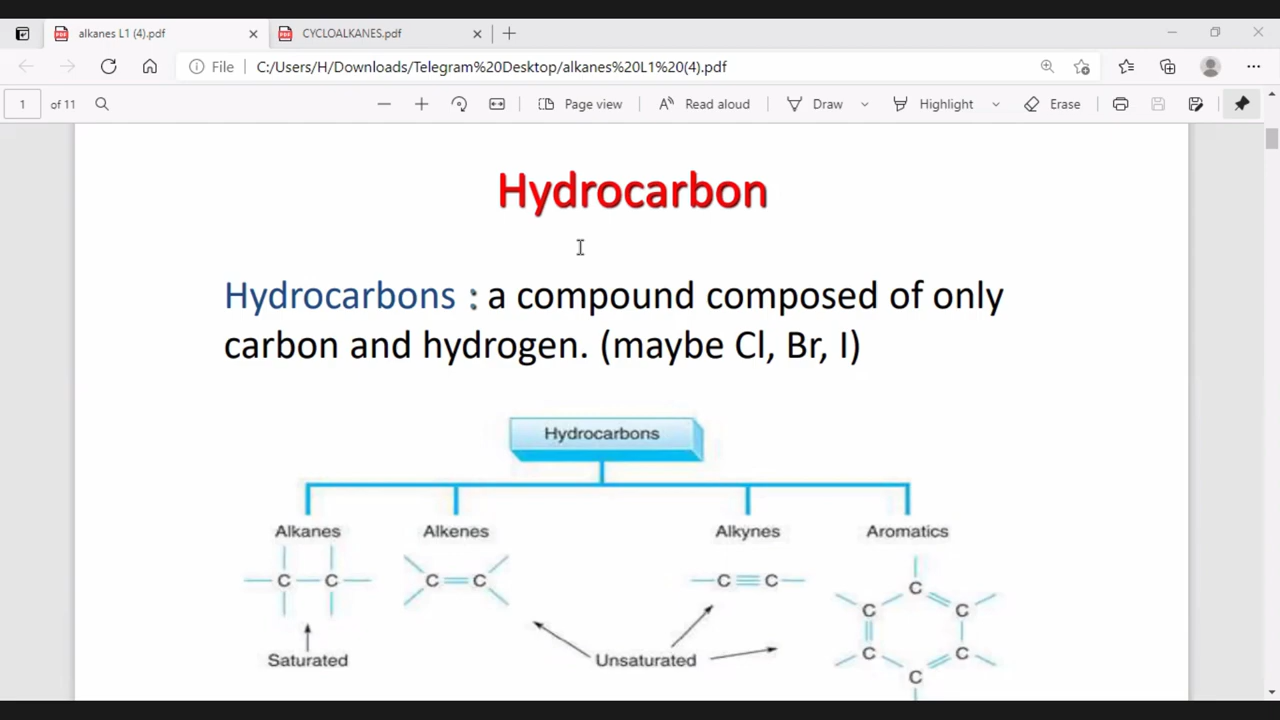 alkanes L1 (4).pdf
CYCLOALKANES.pdf
File
C:/Users/H/Downloads/Telegram%20Desktop/alkanes%20L1%20(4).pdf
1 of 11
Page view
Read aloud
Draw
Highlight
Erase
Hydrocarbon
Hydrocarbons : a compound composed of only
carbon and hydrogen. (maybe Cl, Br, I)
Hydrocarbons
Alkanes
Alkenes
Alkynes
Aromatics
C C
C C
C C
C
C C
C C
C
Saturated
Unsaturated